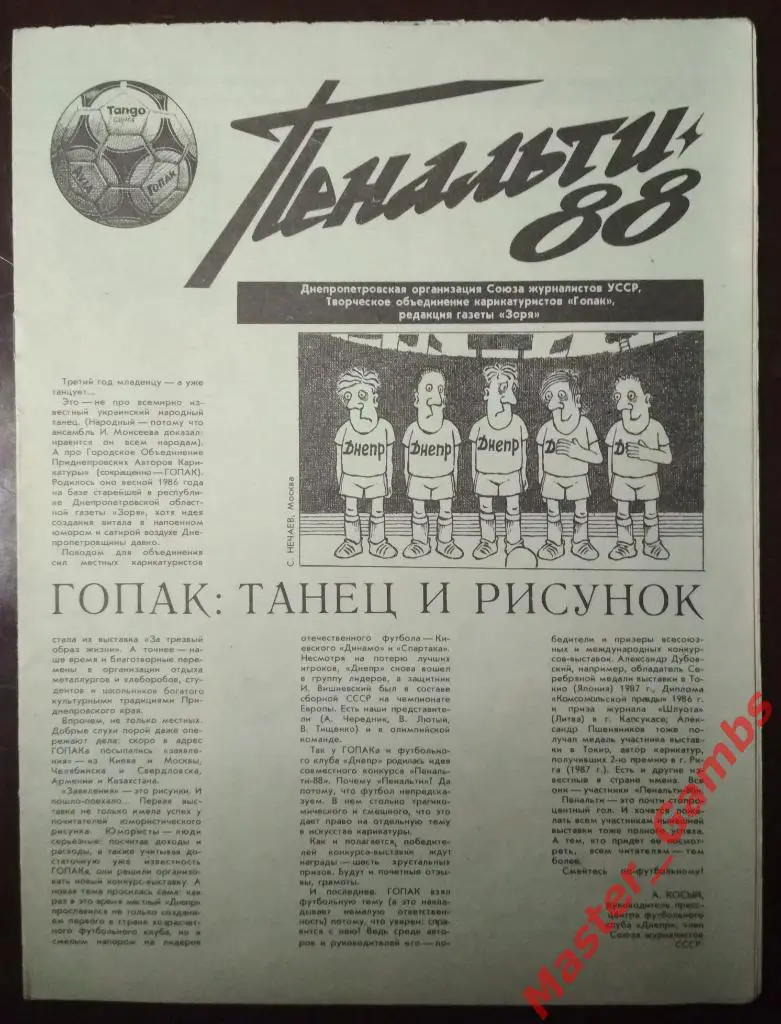 Tango
ГОПАК
Пенальти-
88
Днепропетровская организация Союза журналистов УССР,
Творческое объединение карикатуристов «Гопак»,
редакция газеты «Зоря»
Днепр
Днепр
Днепр
Днепр
Днепр
С. НЕЧАЕВ, Москва
Третий год младенцу — а уже
танцует...
Это — не про всемирно из-
вестный украинский народный
танец. (Народный — потому что
ансамбль И. Моисеева доказал:
нравится он всем народам).
А про Городское Объединение
Приднепровских Авторов Кари-
катуры» (сокращенно—ГОПАК).
Родилось оно весной 1986 года
на базе старейшей в республи-
ке Днепропетровской област-
ной газеты «Зоря», хотя идея
создания витала в напоенном
юмором и сатирой воздухе Дне-
пропетровщины давно.
Поводом для объединения
сил местных карикатуристов
ГОПАК: ТАНЕЦ И РИСУНОК
стала их выставка «За трезвый
образ жизни». А точнее — на-
ше время и благотворные пере-
мены в организации отдыха
металлургов и хлеборобов, сту-
дентов и школьников богатого
культурными традициями При-
днепровского края.
Впрочем, не только местных.
Добрые слухи порой даже опе-
режают дела: скоро в адрес
ГОПАКа посыпались «заявле-
ния» — из Киева и Москвы,
Челябинска и Свердловска,
Армении и Казахстана.
«Заявления» — это рисунки. И
пошло-поехало... Первая выс-
тавка не только имела успех у
почитателей юмористического
рисунка. Юмористы — люди
серьезные: посчитав доходы и
расходы, а также учитывая до-
статочную уже известность
ГОПАКа, они решили организо-
вать новый конкурс-выставку. А
новая тема просилась сама: как
раз в это время местный «Днепр»
прославился не только создани-
ем первого в стране хозрасчет-
ного футбольного клуба, но и
смелым напором на лидеров
отечественного футбола — Ки-
евского «Динамо» и «Спартака».
Несмотря на потерю лучших
игроков, «Днепр» снова вошел
в группу лидеров, а защитник
И. Вишневский был в составе
сборной СССР на чемпионате
Европы. Есть наши представите-
ли (А. Чередник, В. Лютый,
В. Тищенко) и в олимпийской
команде.
Так у ГОПАКа и футбольно-
го клуба «Днепр» родилась идея
совместного конкурса «Пеналь-
ти-88». Почему «Пенальти»? Да
потому, что футбол непредска-
зуем. В нем столько трагико-
мического и смешного, что это
дает право на отдельную тему
в искусстве карикатуры.
Как и полагается, победите-
лей конкурса-выставки ждут
награды — шесть хрустальных
призов. Будут и почетные отзы-
вы, грамоты.
И последнее. ГОПАК взял
футбольную тему (а это накла-
дывает немалую ответствен-
ность) потому, что уверен: спра-
вится с нею! Ведь среди авто-
ров и руководителей его — по-
бедители и призеры всесоюз-
ных и международных конкур-
сов-выставок. Александр Дубов-
ский, например, обладатель Се-
ребряной медали выставки в То-
кио (Япония) 1987 г., Диплома
«Комсомольской правды» 1986 г.
и приза журнала «Шлуота»
(Литва) в г. Капсукасе; Алек-
сандр Пшеняников тоже полу-
чал медаль участника выставки
в Токио, автор карикатур,
получивших 2-ю премию в г. Ри-
га (1987 г.). Есть и другие из-
вестные в стране имена. Все
они — участники «Пенальти».
Пенальти — это почти стопро-
центный гол. И хочется поже-
лать всем участникам нынешней
выставки тоже полного успеха.
А тем, кто придет ее посмот-
реть, всем читателям — тем
более.
Смейтесь по-футбольному!
А. КОСЫЙ,
руководитель пресс-
центра футбольного
клуба «Днепр», член
Союза журналистов
СССР.
Master_Gambs